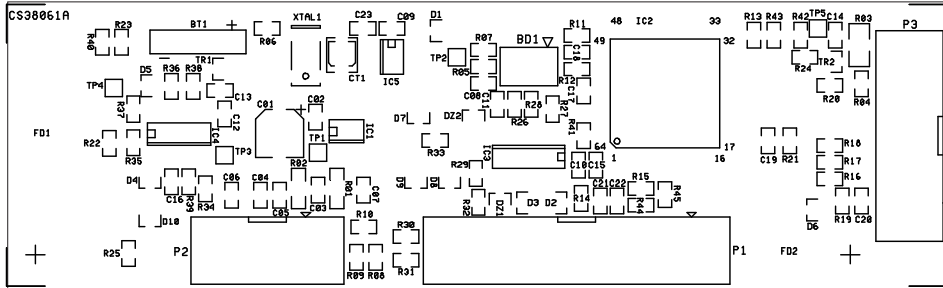 CS38061A
R40
R23
BT1
R06
XTAL1
C23
C09
D1
R07
R11
48
IC2
33
R13
R43
R42
TP5
C14
R03
P3
49
32
TP4
D5
TR1
R36
R38
C13
CT1
IC5
TP2
R05
BD1
C18
R12
R24
TR2
R37
C12
C01
C02
C08
C11
R26
R28
R27
C17
R20
R04
FD1
R22
R35
IC4
TP3
TP1
IC1
D7
DZ2
R33
IC3
R41
64
1
17
16
C19
R21
R18
R17
R16
D4
C16
R39
R34
C06
C04
C05
R02
C03
R01
C07
D9
D8
R29
R32
DZ1
D3
D2
C10
C15
R14
C21
C22
R15
R44
R45
D6
R19
C20
D10
R25
P2
R10
R09
R08
R30
R31
P1
FD2